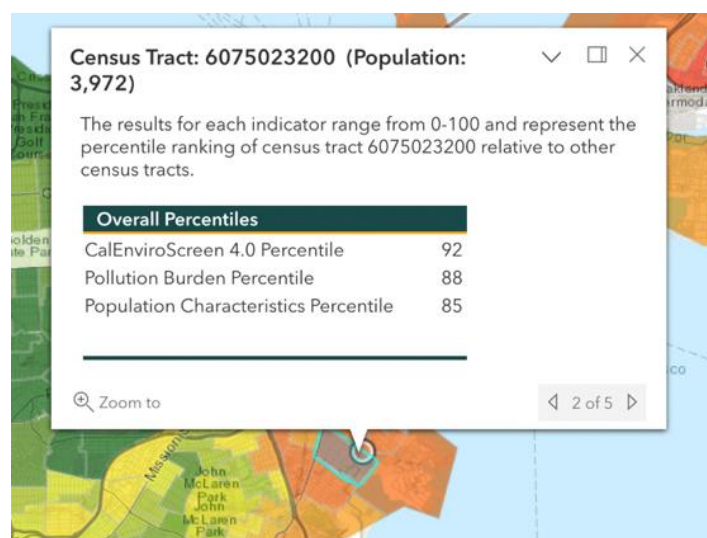 Census Tract: 6075023200 (Population:
3,972)
The results for each indicator range from 0-100 and represent the
percentile ranking of census tract 6075023200 relative to other
census tracts.
Overall Percentiles
CalEnviroScreen 4.0 Percentile 92
Pollution Burden Percentile 88
Population Characteristics Percentile 85
Zoom to
2 of 5
Mission
John
McLaren
Park
John
McLaren
Park